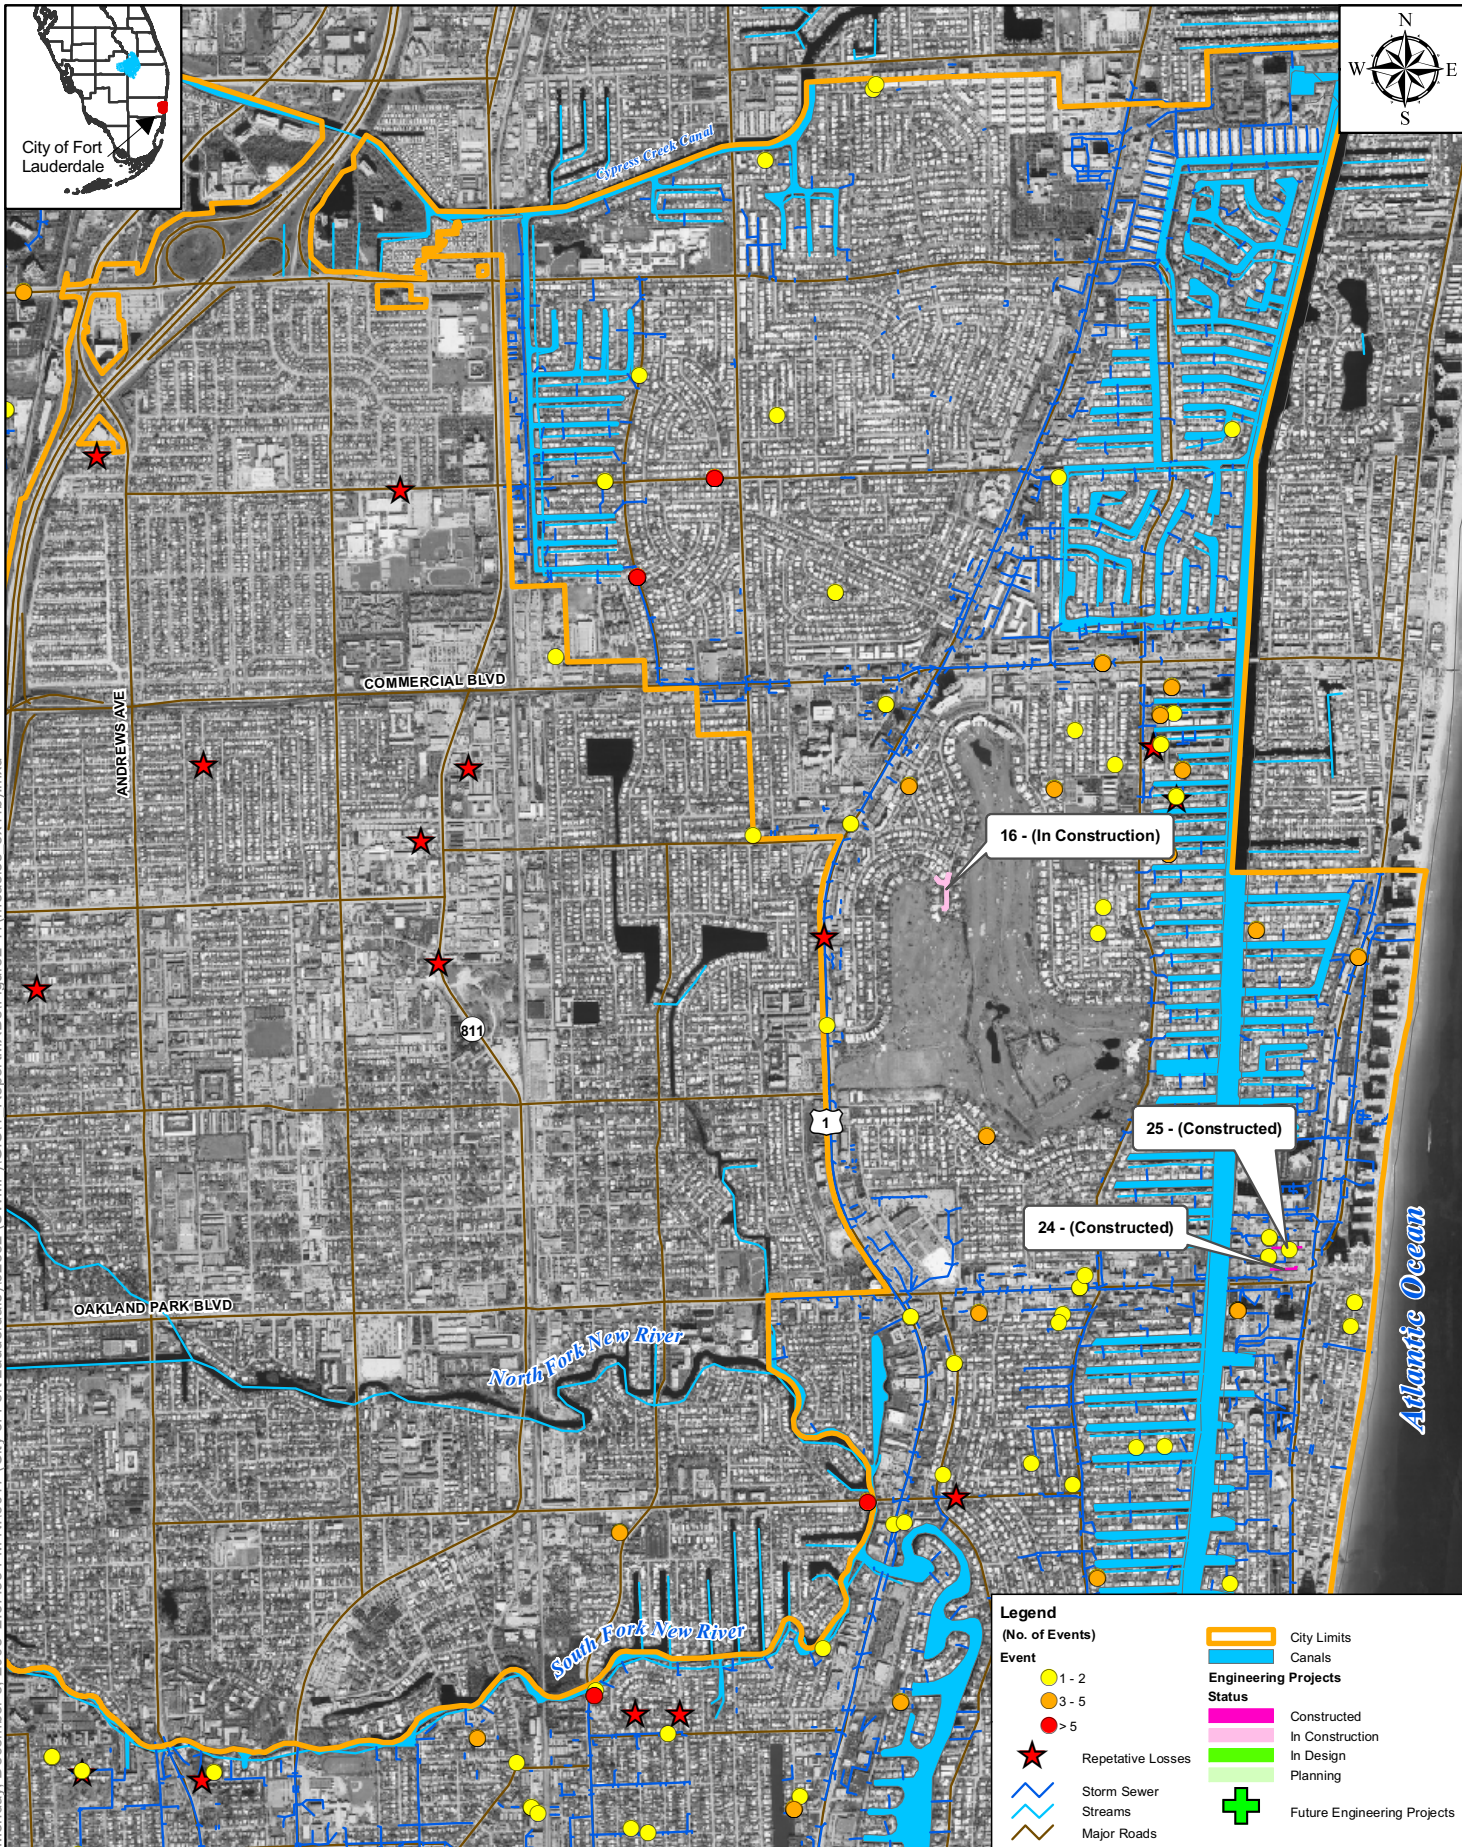 City of Fort
Lauderdale
N
W
E
S
Cypress Creek Canal
COMMERCIAL BLVD
ANDREWS AVE
16 - (In Construction)
811
1
25 - (Constructed)
24 - (Constructed)
OAKLAND PARK BLVD
North Fork New River
Atlantic Ocean
South Fork New River
Legend
(No. of Events)
Event
1 - 2
3 - 5
> 5
Repetative Losses
Storm Sewer
Streams
Major Roads
City Limits
Canals
Engineering Projects
Status
Constructed
In Construction
In Design
Planning
Future Engineering Projects